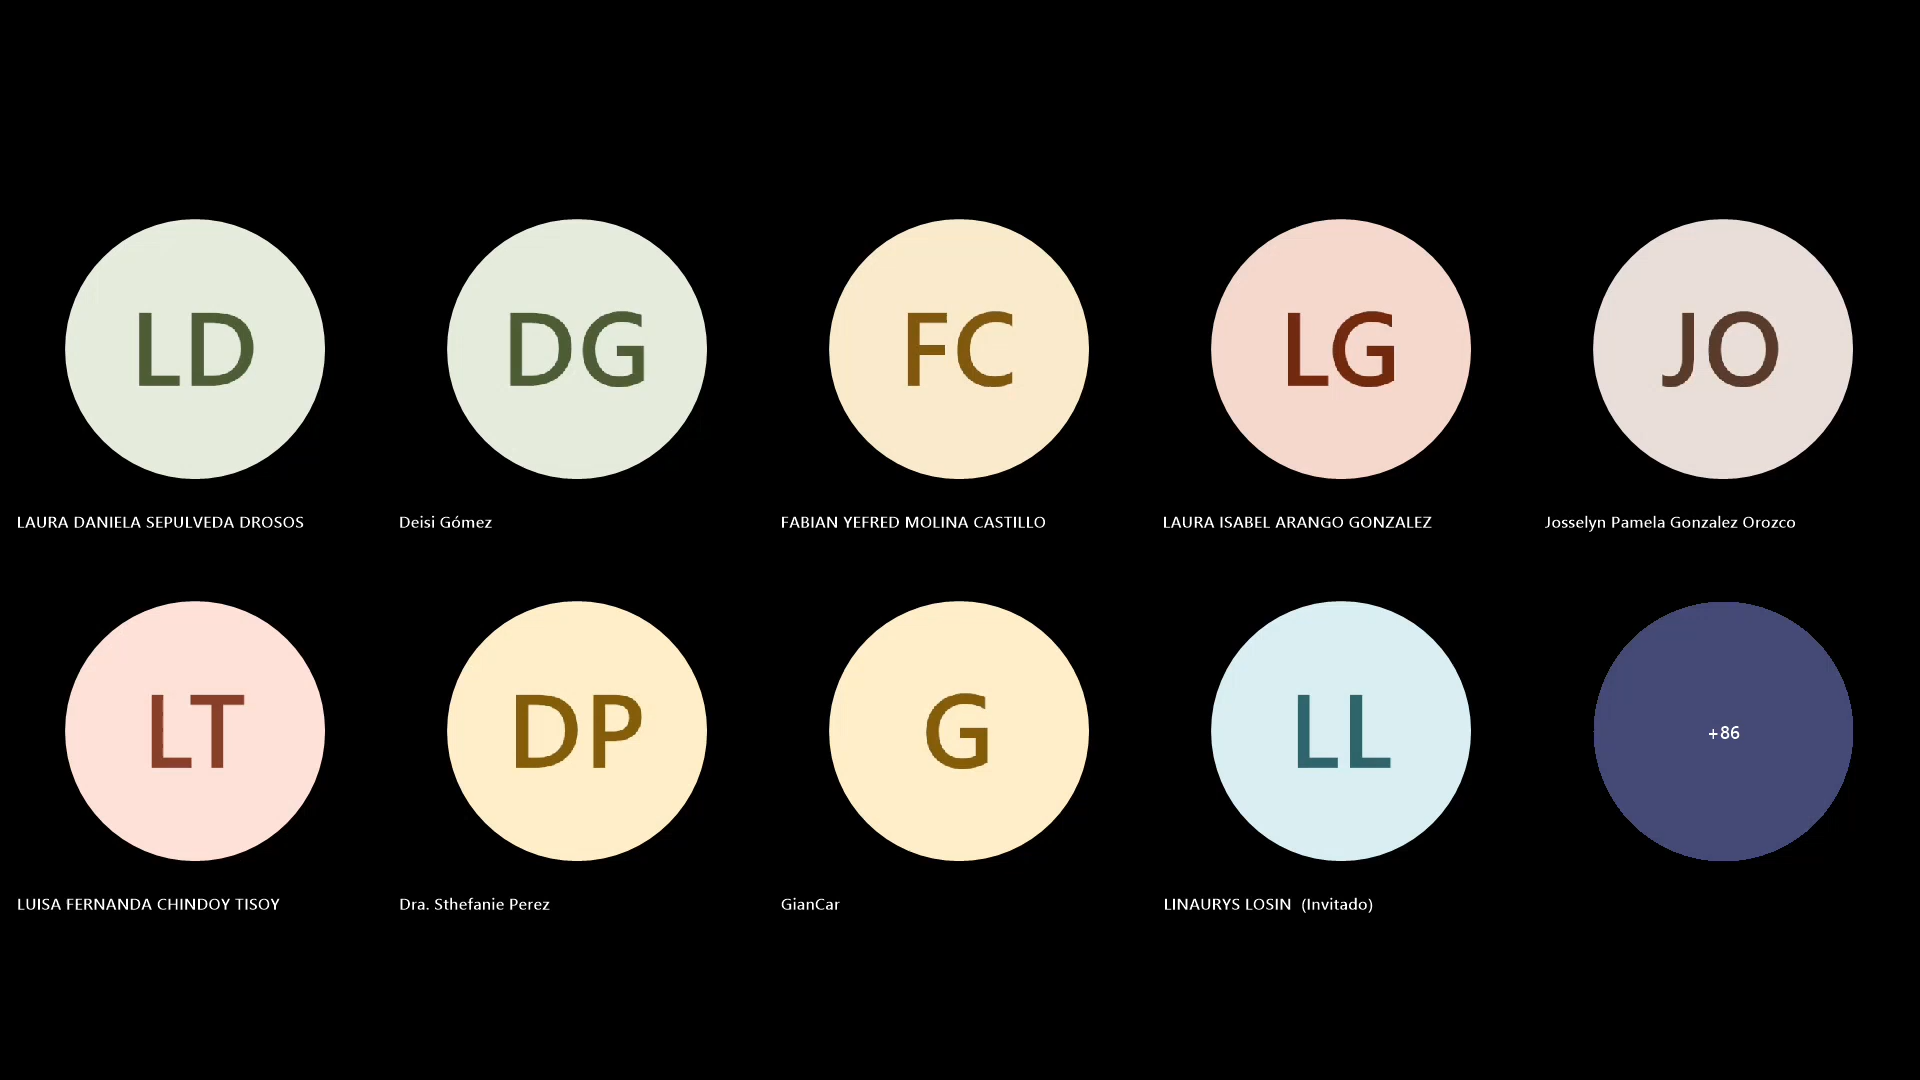 LD
DG
FC
LG
JO
LAURA DANIELA SEPULVEDA DROSOS
Deisi Gómez
FABIAN YEFRED MOLINA CASTILLO
LAURA ISABEL ARANGO GONZALEZ
Josselyn Pamela Gonzalez Orozco
LT
DP
G
LL
+86
LUISA FERNANDA CHINDOY TISOY
Dra. Sthefanie Perez
GianCar
LINAURYS LOSIN  (Invitado)